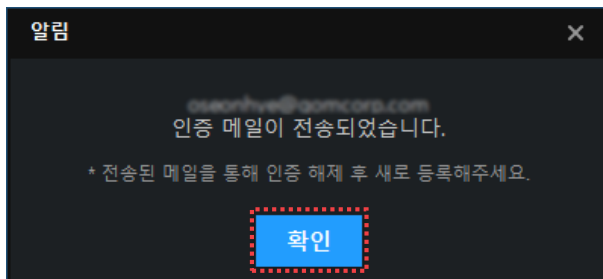 알림
인증 메일이 전송되었습니다.
* 전송된 메일을 통해 인증 해제 후 새로 등록해주세요.
확인